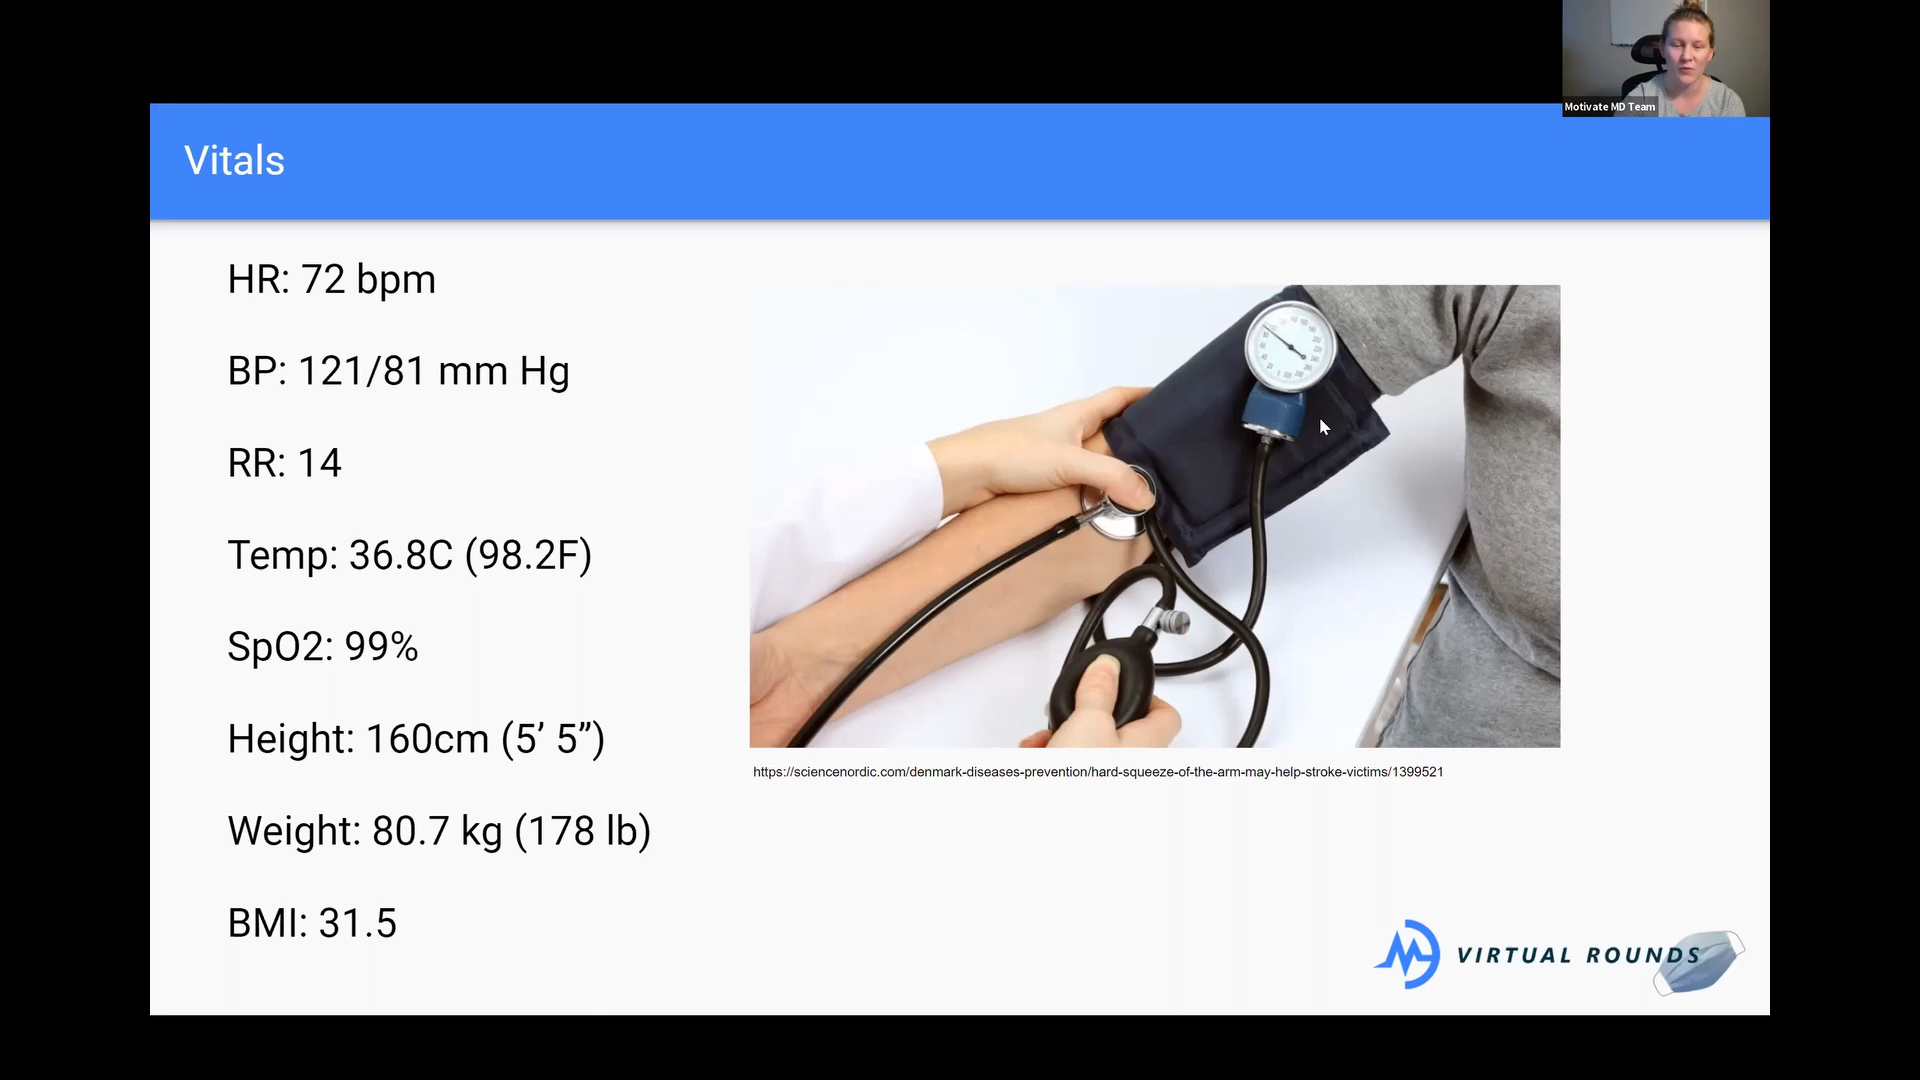 Motivate MD Team
Vitals
HR: 72 bpm
BP: 121/81 mm Hg
RR: 14
Temp: 36.8C (98.2F)
SpO2: 99%
Height: 160cm (5’ 5”)
Weight: 80.7 kg (178 lb)
BMI: 31.5
https://sciencenordic.com/denmark-diseases-prevention/hard-squeeze-of-the-arm-may-help-stroke-victims/1399521
VIRTUAL ROUNDS